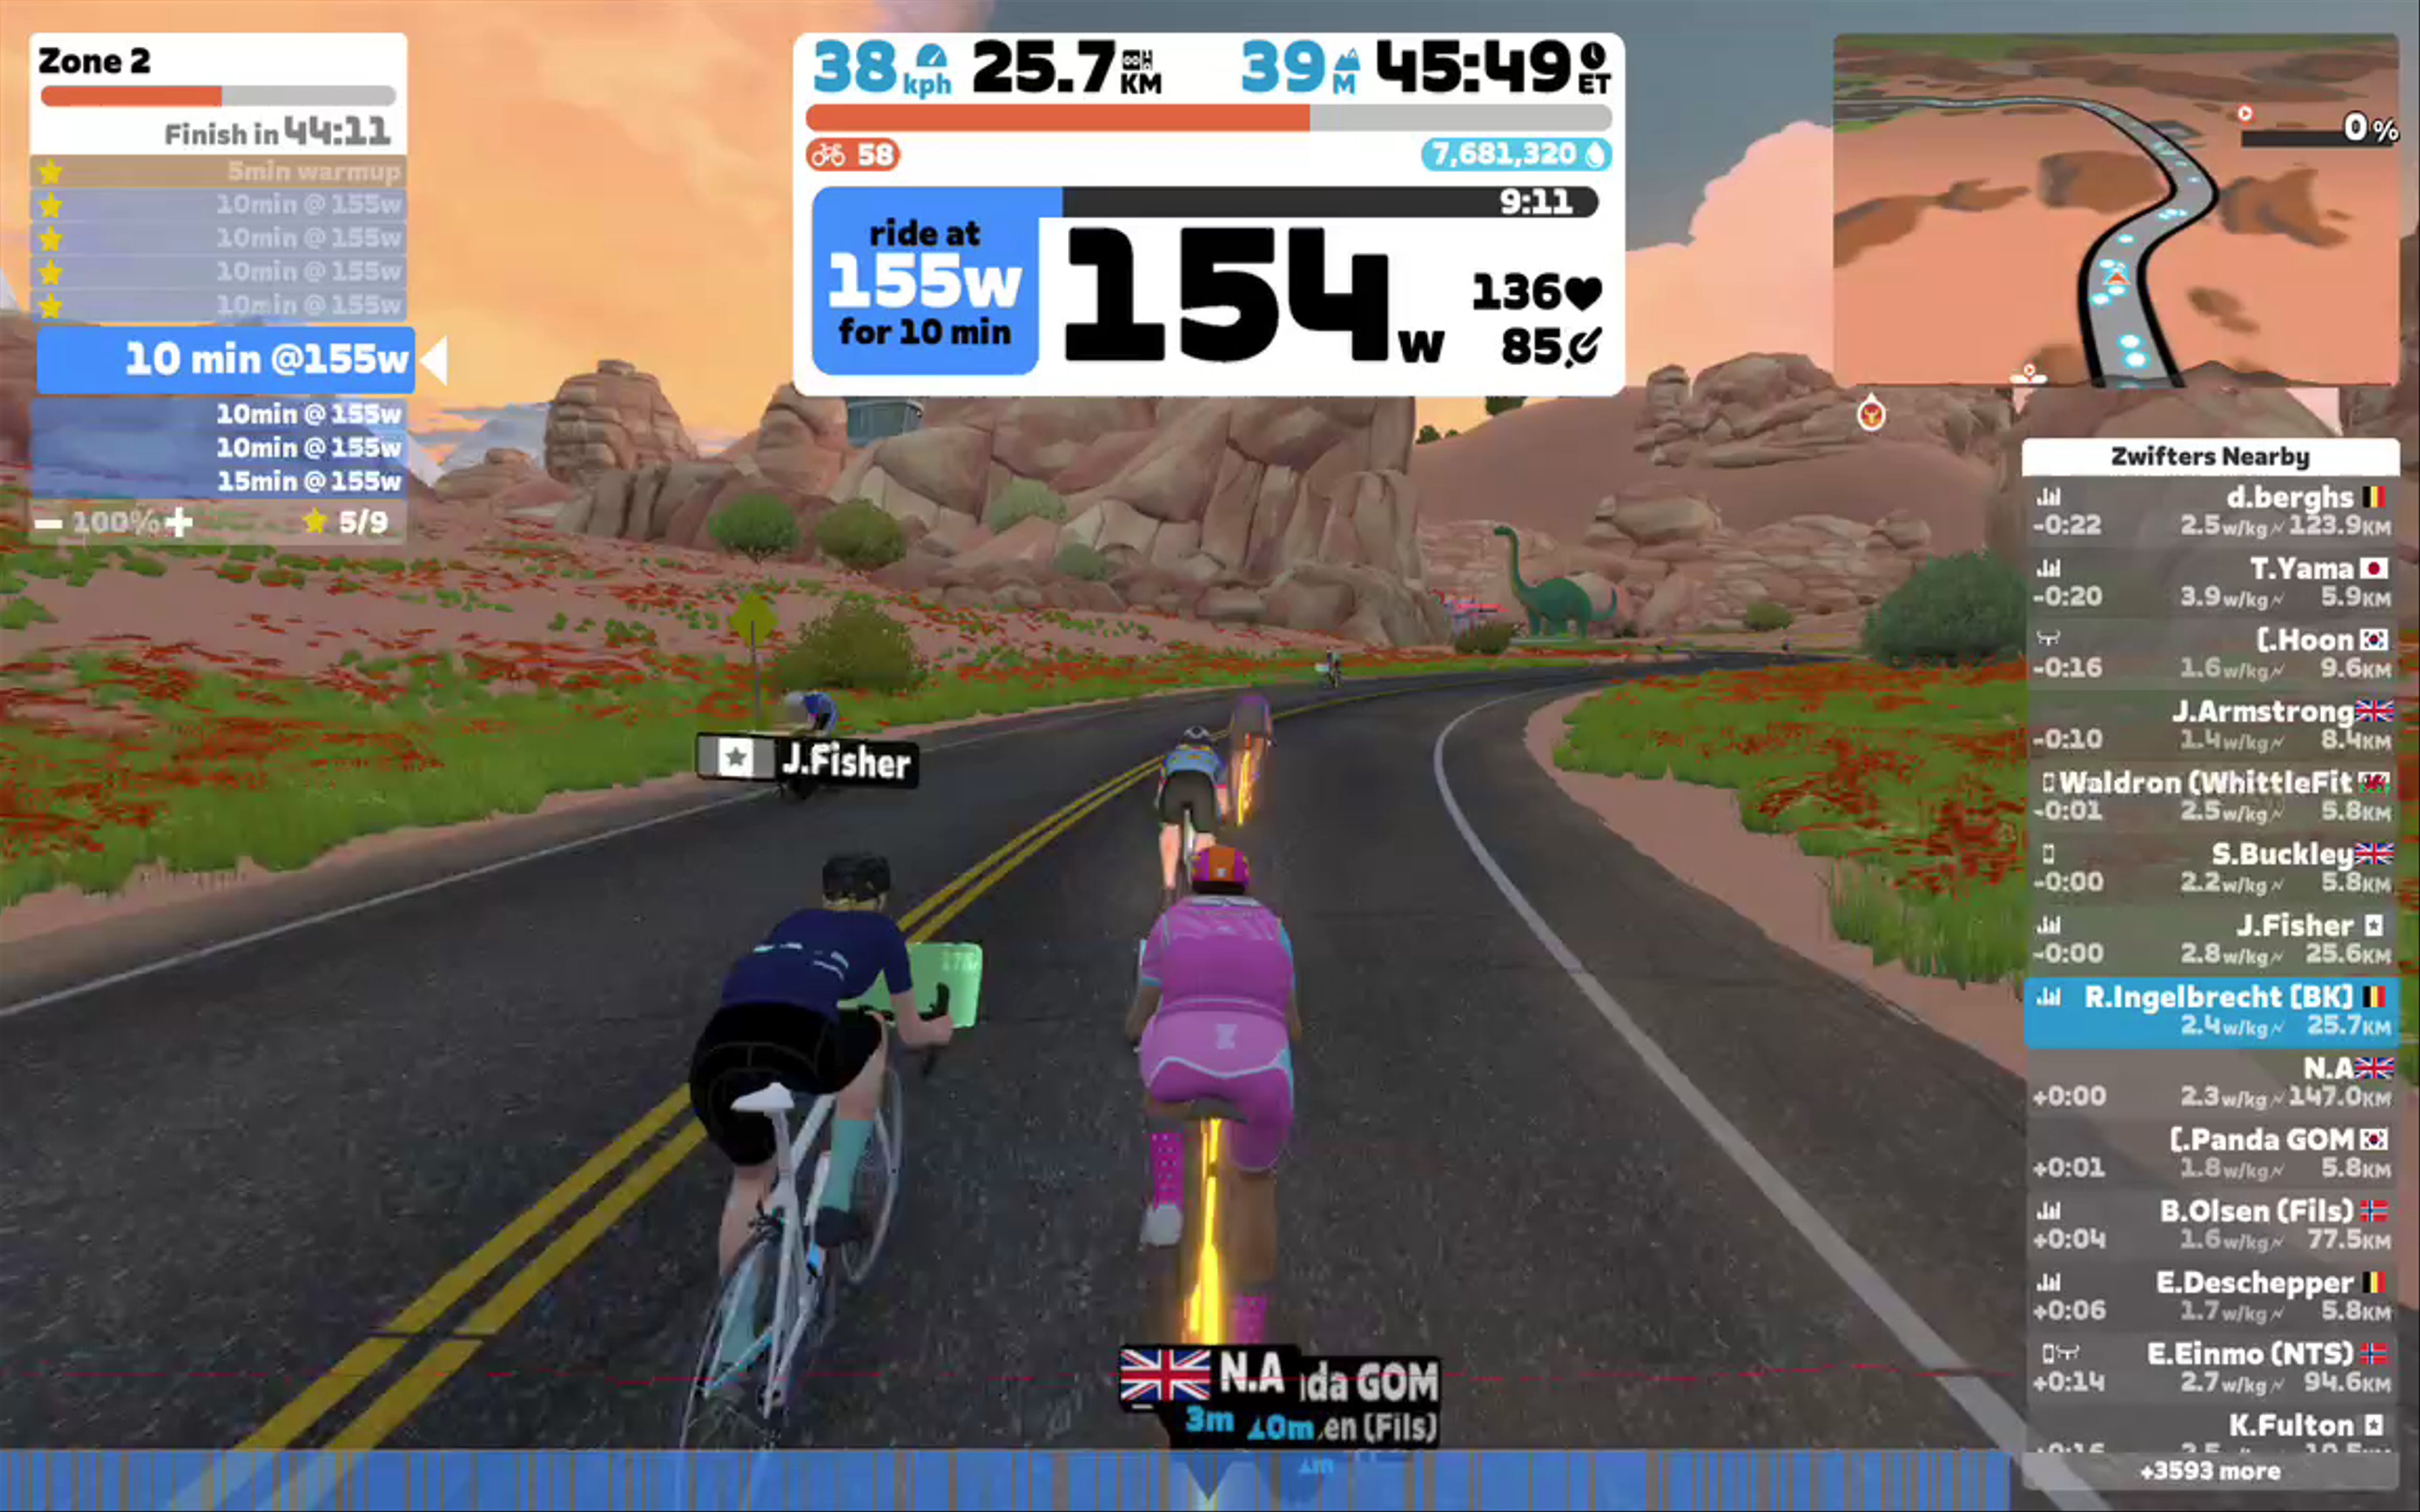 Zone 2
Finish in 44:11
5min warmup
10min @ 155w
10min @ 155w
10min @ 155w
10min @ 155w
10 min @155w
10min @ 155w
10min @ 155w
15min @ 155w
100% 5/9
38 kph 25.7 KM 39 M 45:49 ET
58 7,681,320
9:11
ride at
155w
for 10 min
154 w
136
85
0%
Zwifters Nearby
d.berghs
-0:22 2.5w/kg 123.9KM
T.Yama
-0:20 3.9w/kg 5.9KM
[.Hoon
-0:16 1.6w/kg 9.6KM
J.Armstrong
-0:10 1.4w/kg 8.4KM
Waldron (WhittleFit
-0:01 2.5w/kg 5.8KM
S.Buckley
-0:00 2.2w/kg 5.8KM
J.Fisher
-0:00 2.8w/kg 25.6KM
R.Ingelbrecht [BK]
2.4w/kg 25.7KM
N.A
+0:00 2.3w/kg 147.0KM
[.Panda GOM
+0:01 1.8w/kg 5.8KM
B.Olsen (Fils)
+0:04 1.6w/kg 77.5KM
E.Deschepper
+0:06 1.7w/kg 5.8KM
E.Einmo (NTS)
+0:14 2.7w/kg 94.6KM
K.Fulton
+3593 more
J.Fisher
N.A da GOM
3m 10m en (Fils)